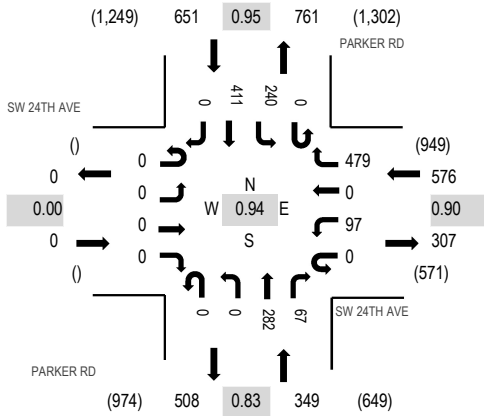 (1,249) 651 0.95 761 (1,302)
PARKER RD
SW 24TH AVE
0 411 240 0
()
0
479
(949)
0
0
0
576
N
0.00
W 0.94 E
0.90
0
97
0
S
307
0
0
()
(571)
0 0 282 67
SW 24TH AVE
PARKER RD
(974) 508 0.83 349 (649)